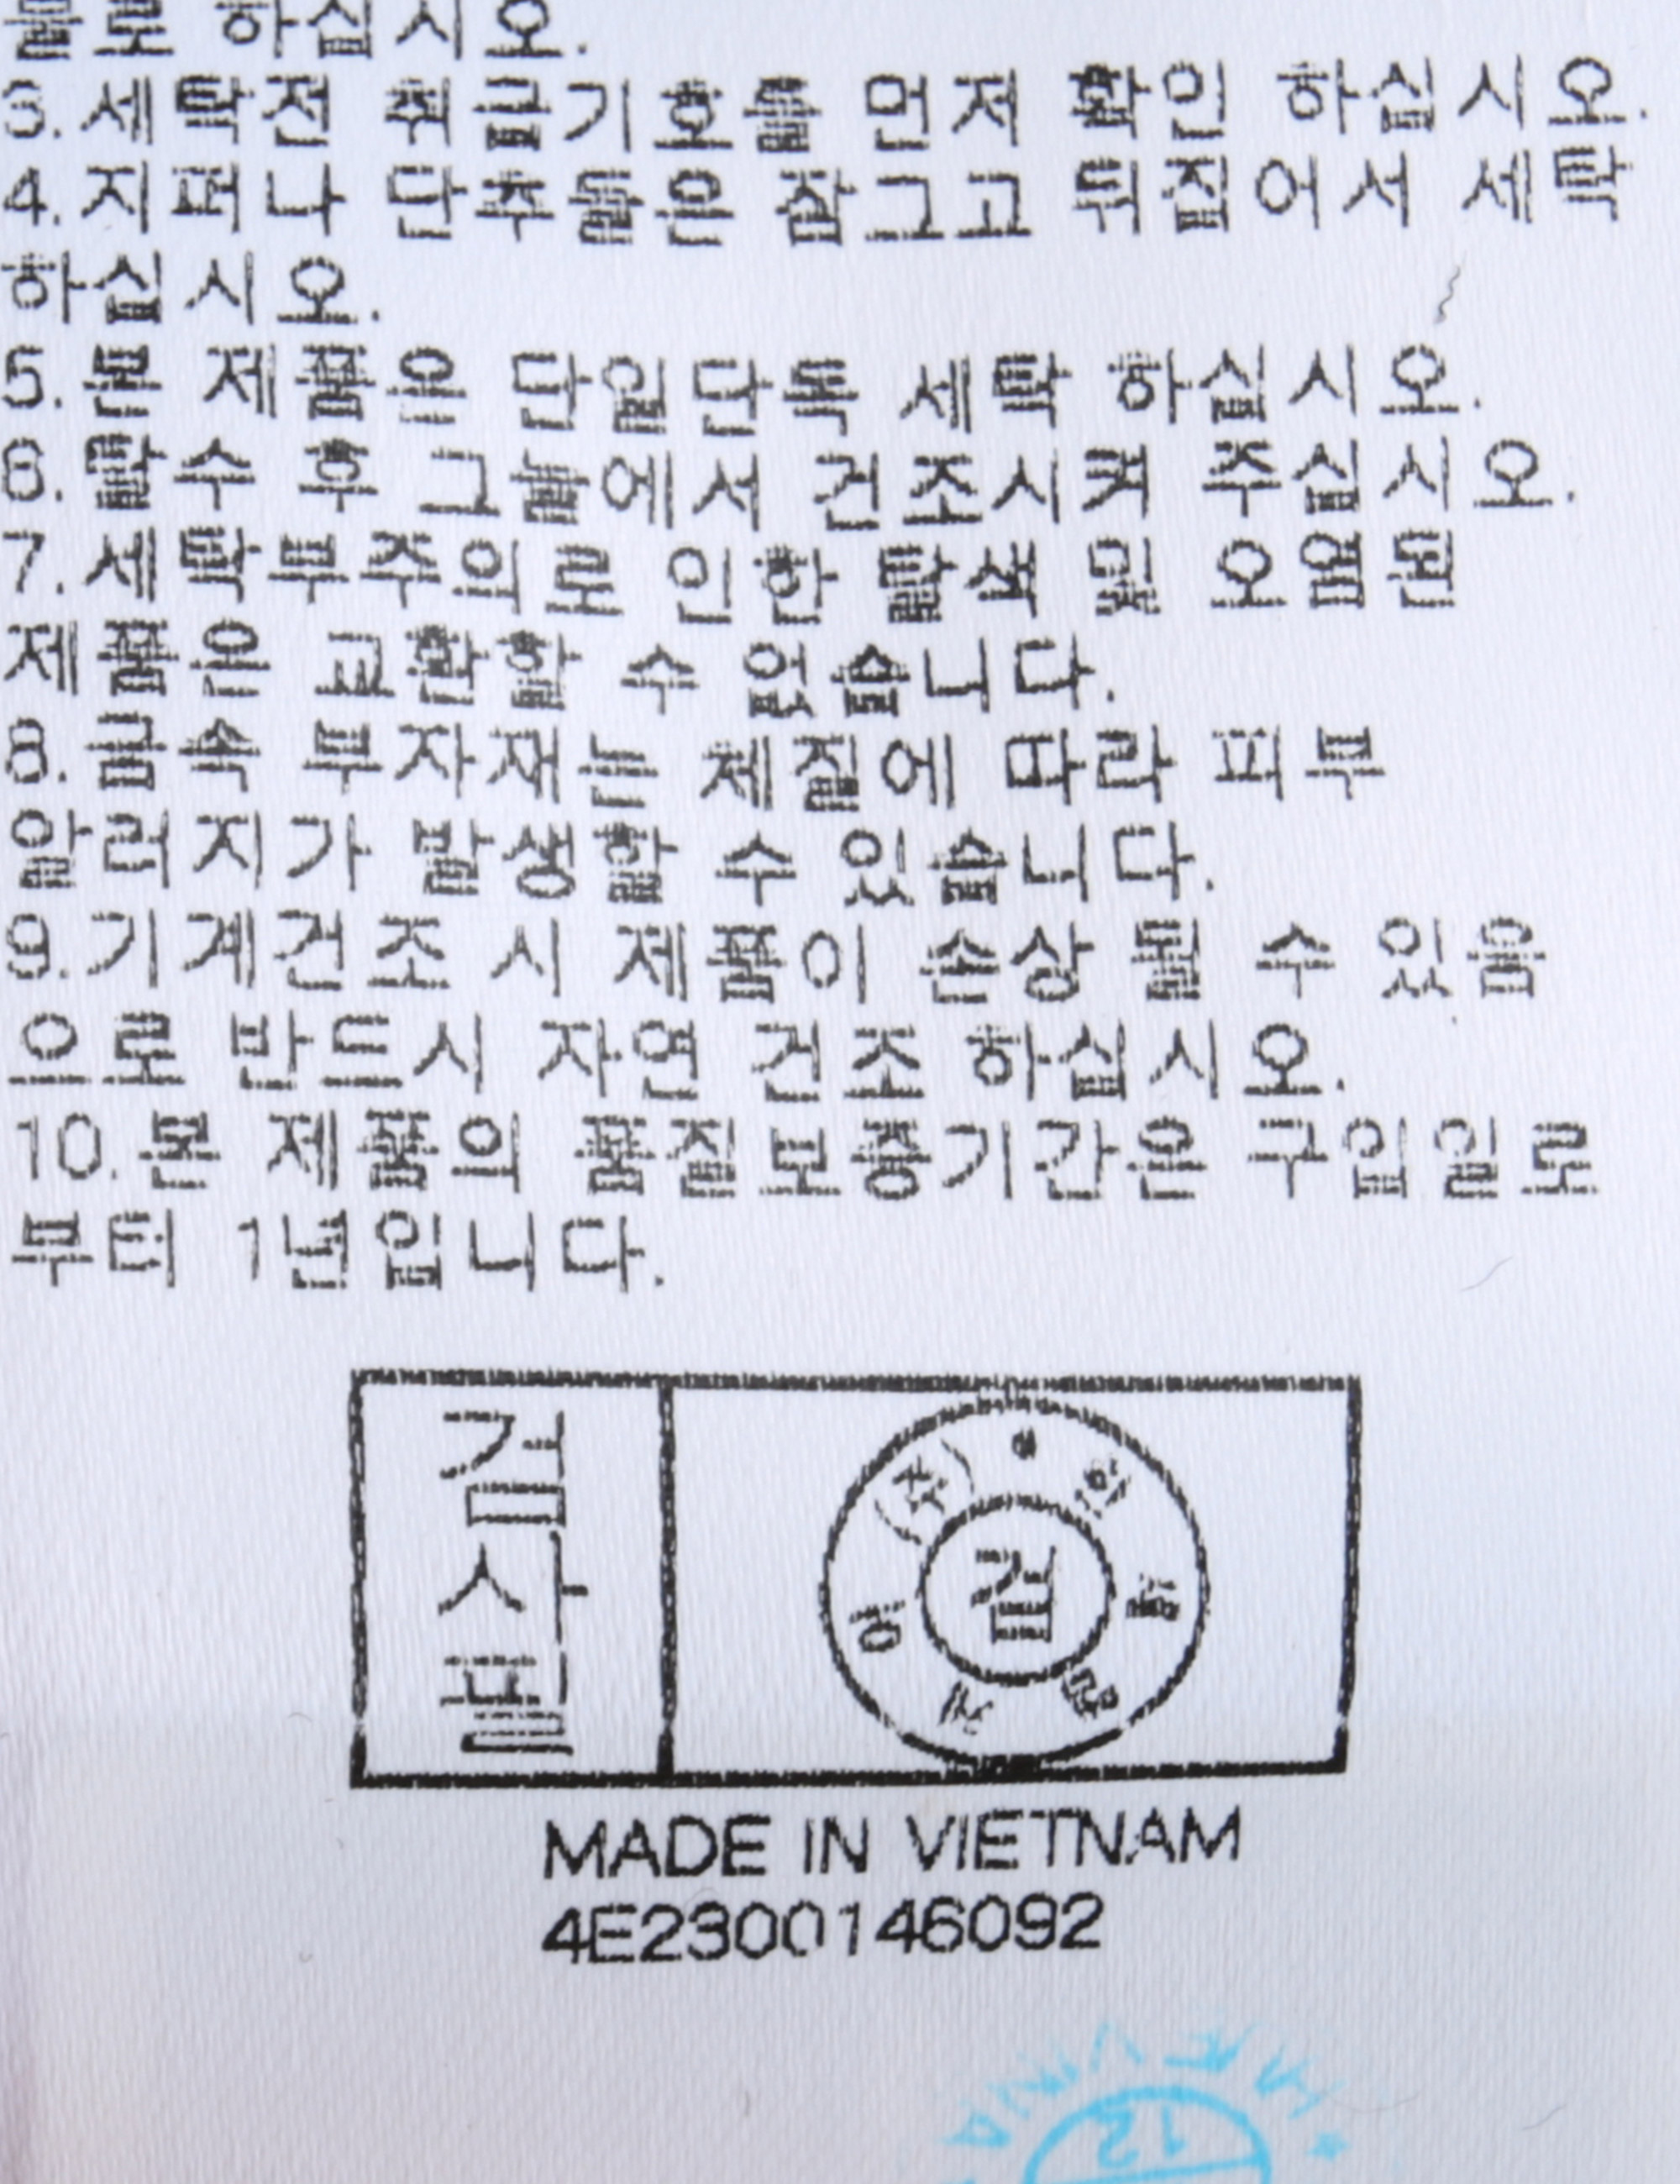 물로 하십시오.
3.세탁전 취급기호를 먼저 확인 하십시오.
4.지퍼나 단추들은 잠그고 뒤집어서 세탁
하십시오.
5.본 제품은 단일단독 세탁 하십시오.
6.탈수 후 그늘에서 건조시켜 주십시오.
7.세탁부주의로 인한 탈색 및 오염된
제품은 교환할 수 없습니다.
8.금속 부자재는 체질에 따라 피부
알러지가 발생할 수 있습니다.
9.기계건조 시 제품이 손상 될 수 있음
으로 반드시 자연 건조 하십시오.
10.본 제품의 품질보증기간은 구입일로
부터 1년입니다.
검사필
검
MADE IN VIETNAM
4E2300146092
12